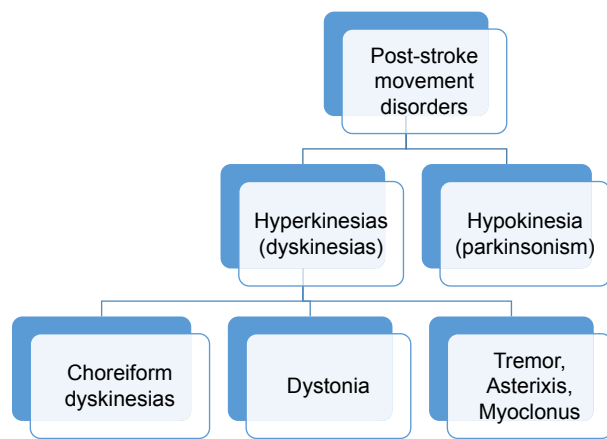 Post-stroke
movement
disorders
Hyperkinesias
(dyskinesias)
Hypokinesia
(parkinsonism)
Choreiform
dyskinesias
Dystonia
Tremor,
Asterixis,
Myoclonus